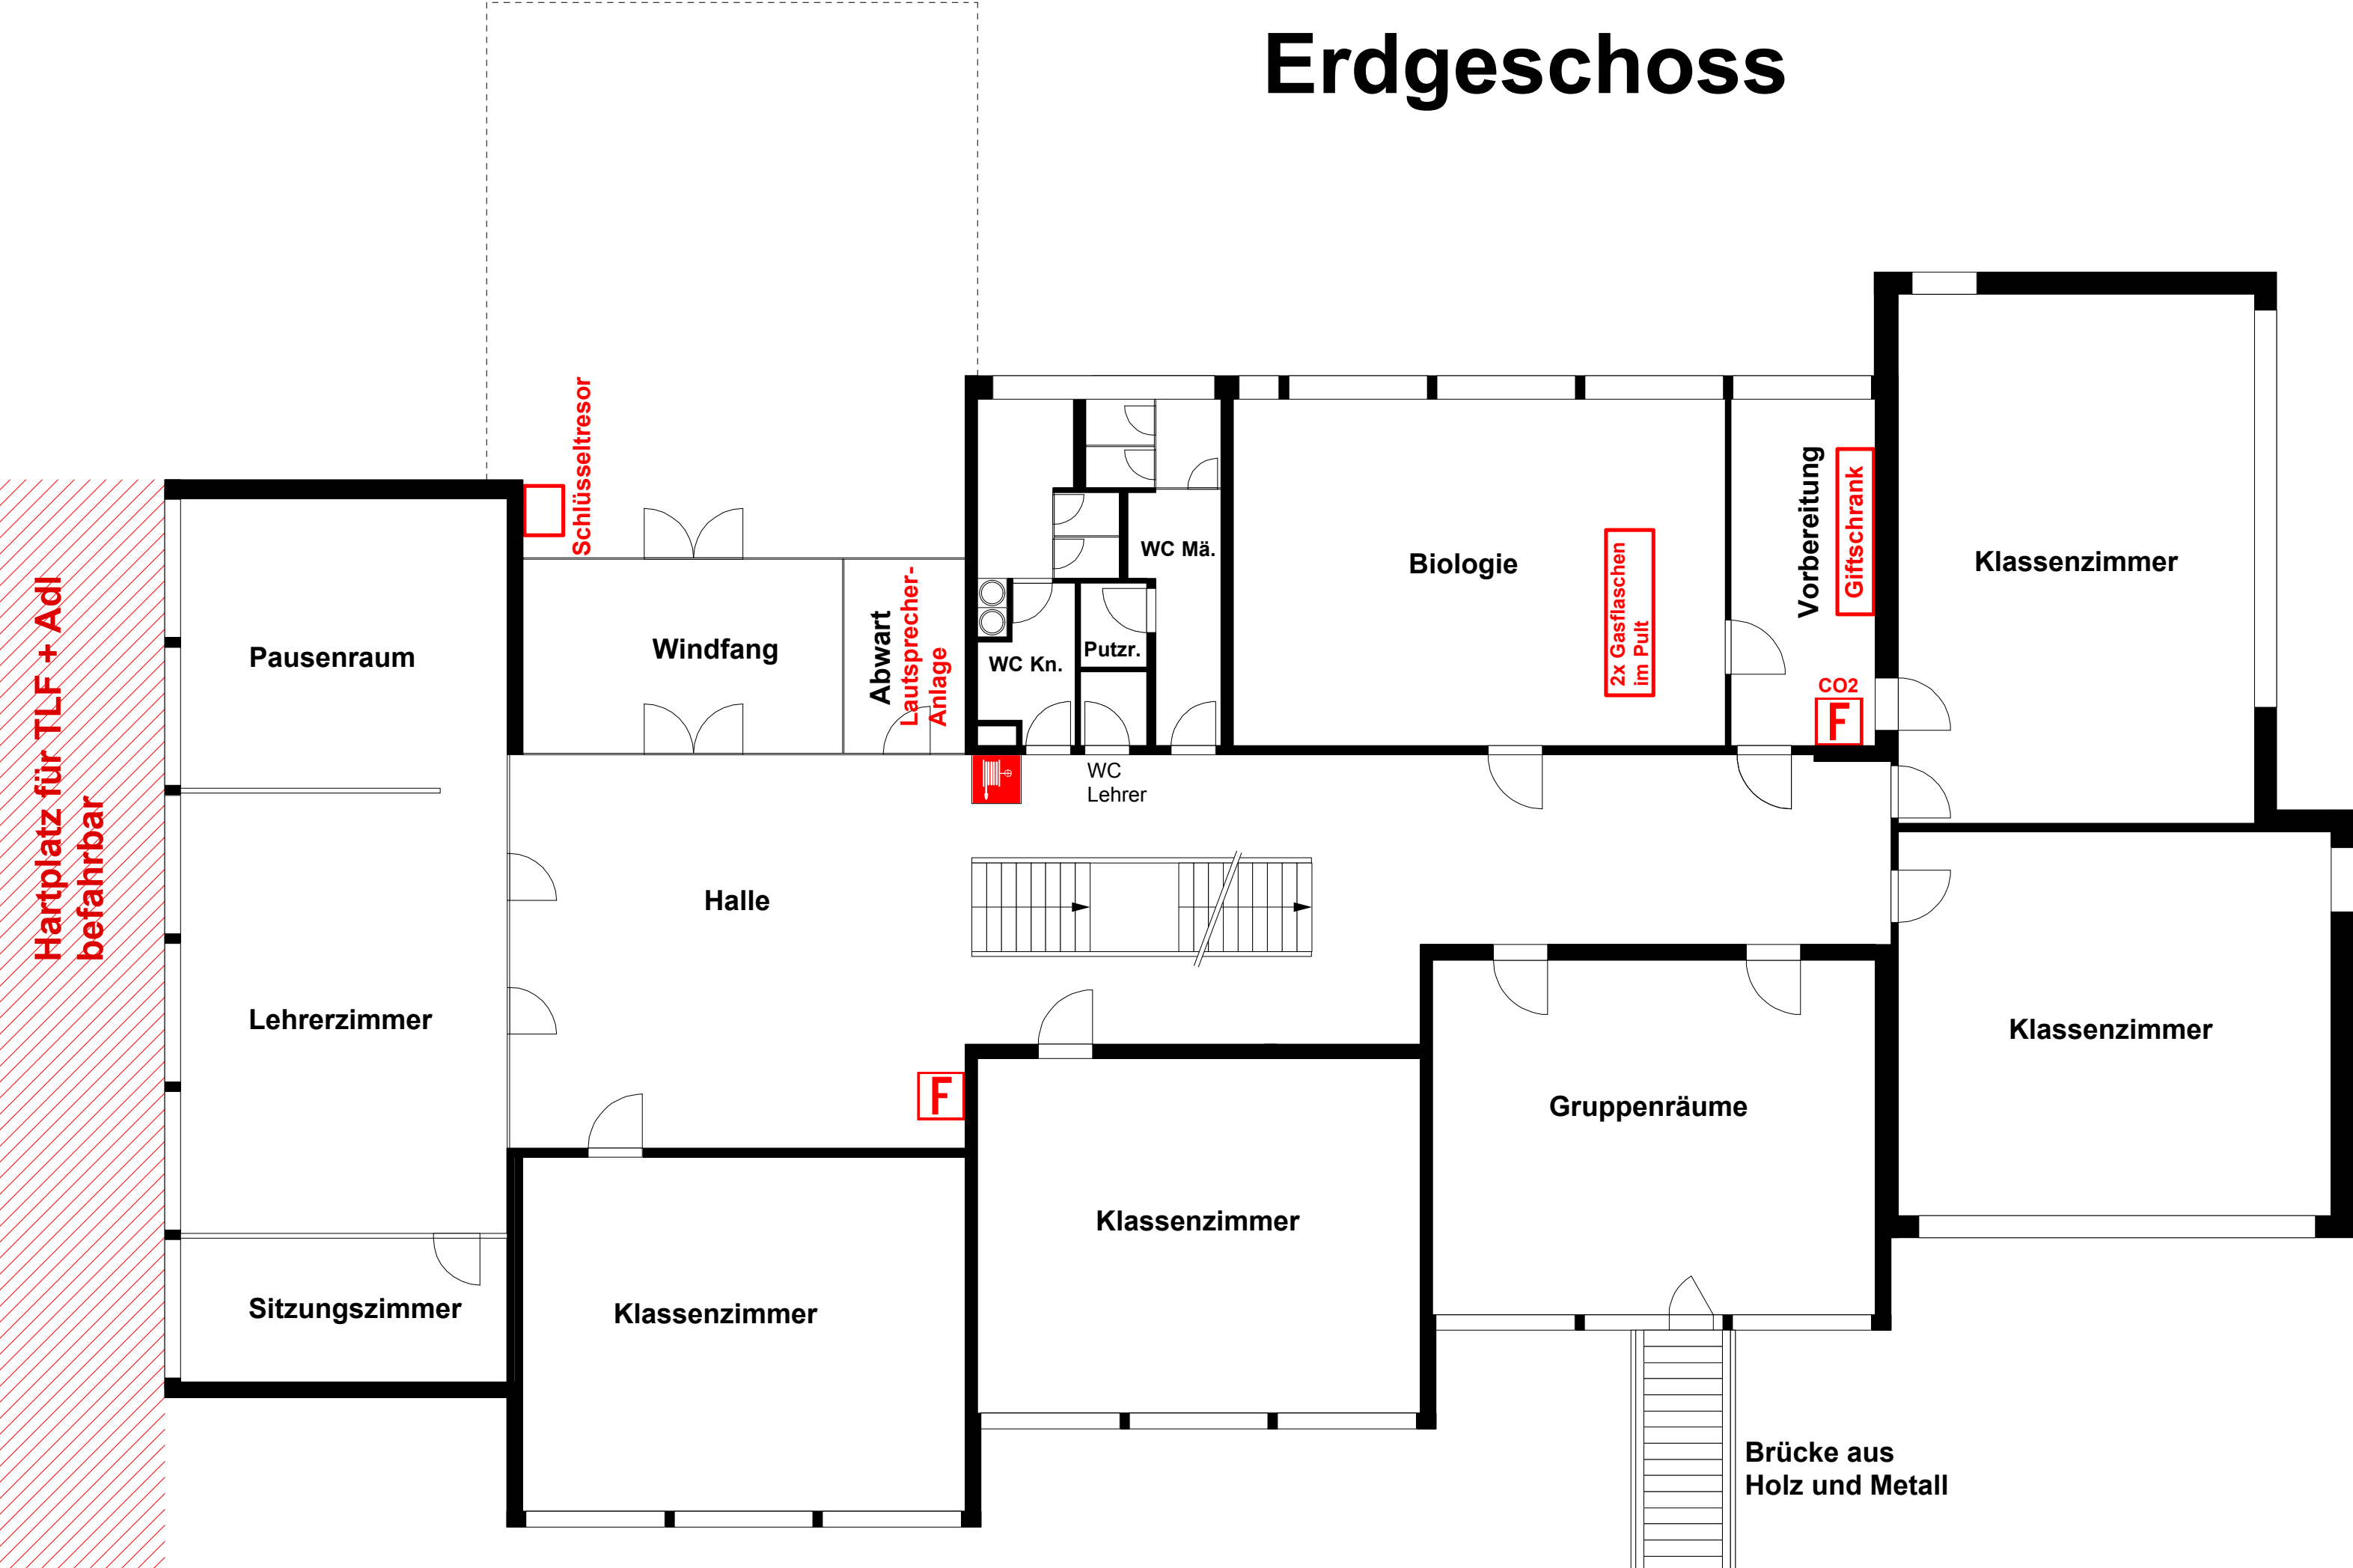 Erdgeschoss
Schlüsseltresor
Hartplatz für TLF + Adl
befahrbar
Pausenraum
Windfang
Abwart
Lautsprecher-
Anlage
WC Mä.
WC Kn.
Putzr.
WC
Lehrer
Biologie
2x Gasflaschen
im Pult
Vorbereitung
Giftschrank
CO2
F
Klassenzimmer
Halle
Lehrerzimmer
F
Klassenzimmer
Gruppenräume
Klassenzimmer
Sitzungszimmer
Klassenzimmer
Brücke aus
Holz und Metall